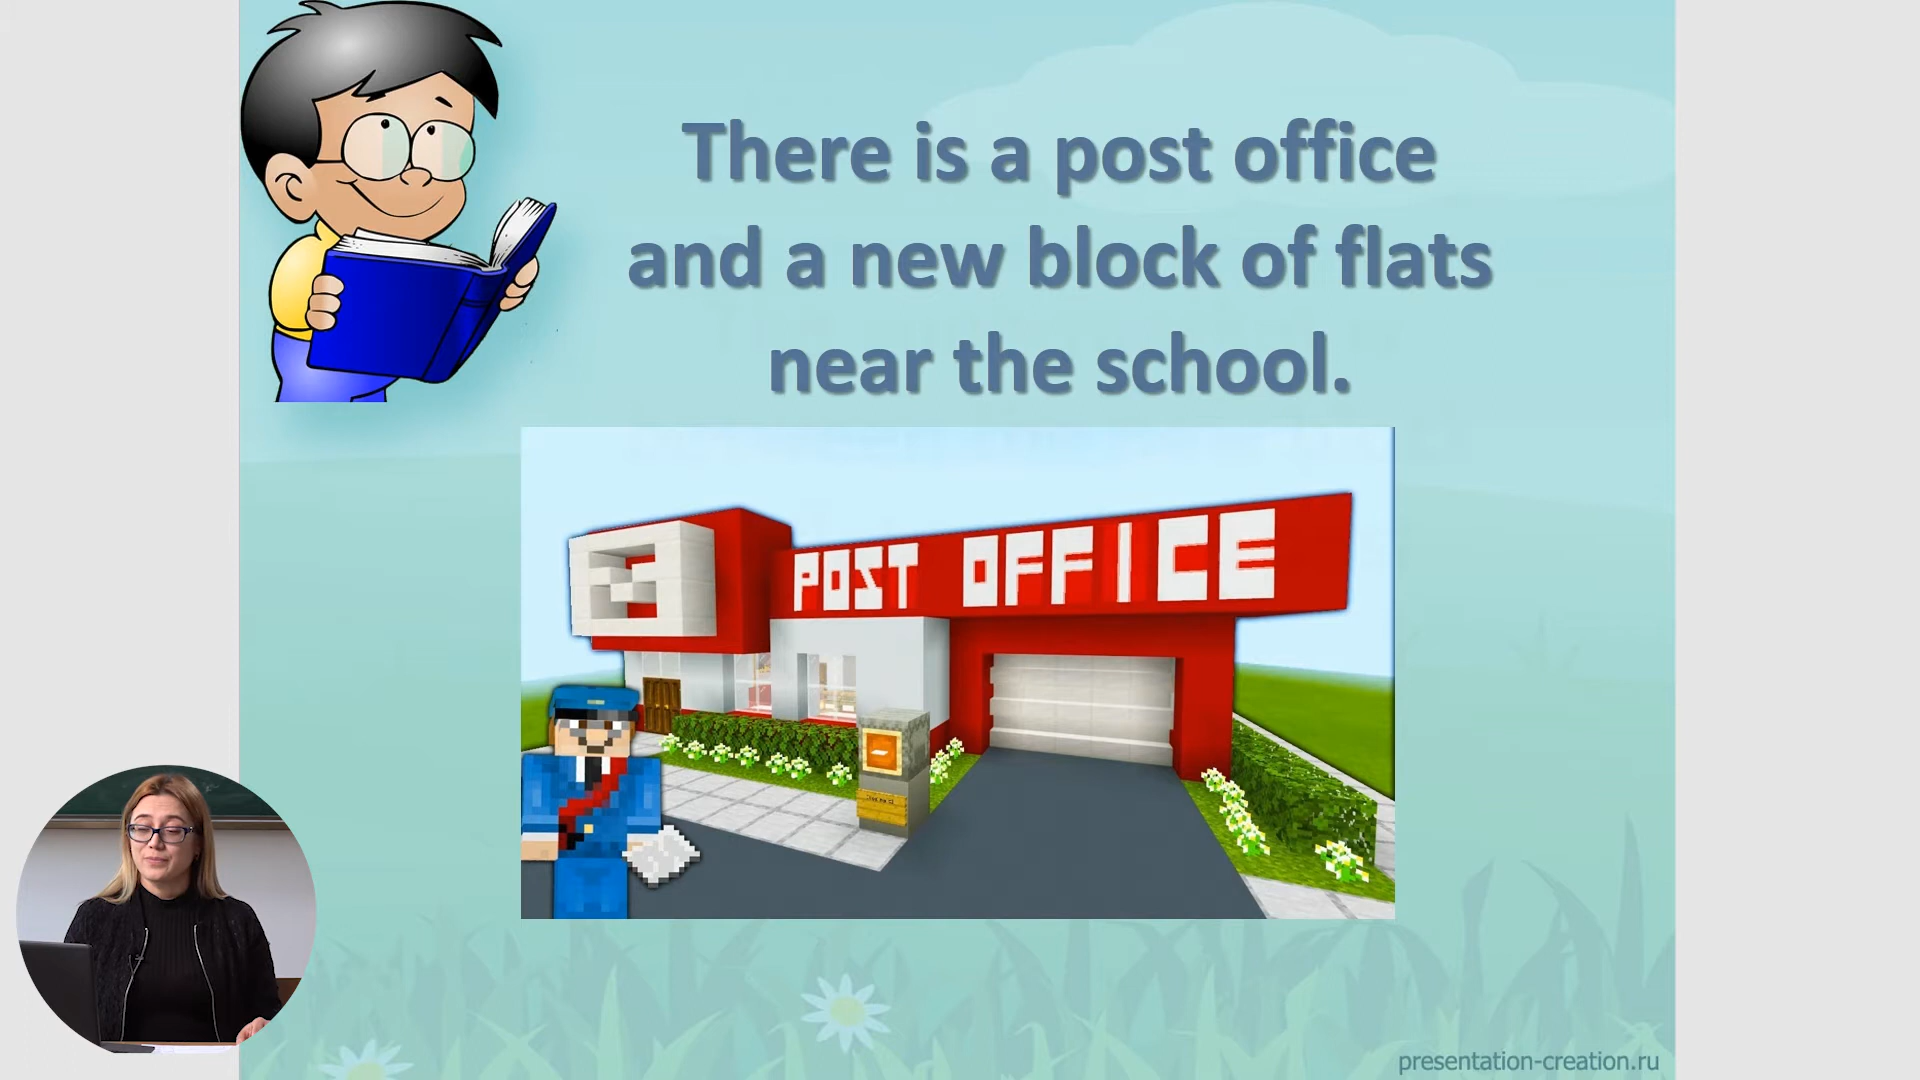 There is a post office
and a new block of flats
near the school.
POST OFFICE
presentation-creation.ru